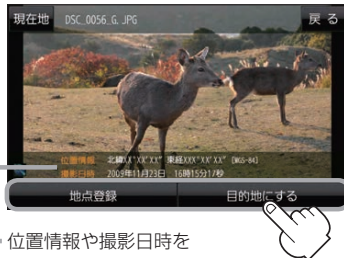 現在地 DSC_0056_G.JPG 戻る
位置情報 北緯XX°XX'XX" 東経XXX°XX'XX" [WGS-84]
撮影日時 2009年11月23日 16時15分1/秒
地点登録 目的地にする
位置情報や撮影日時を